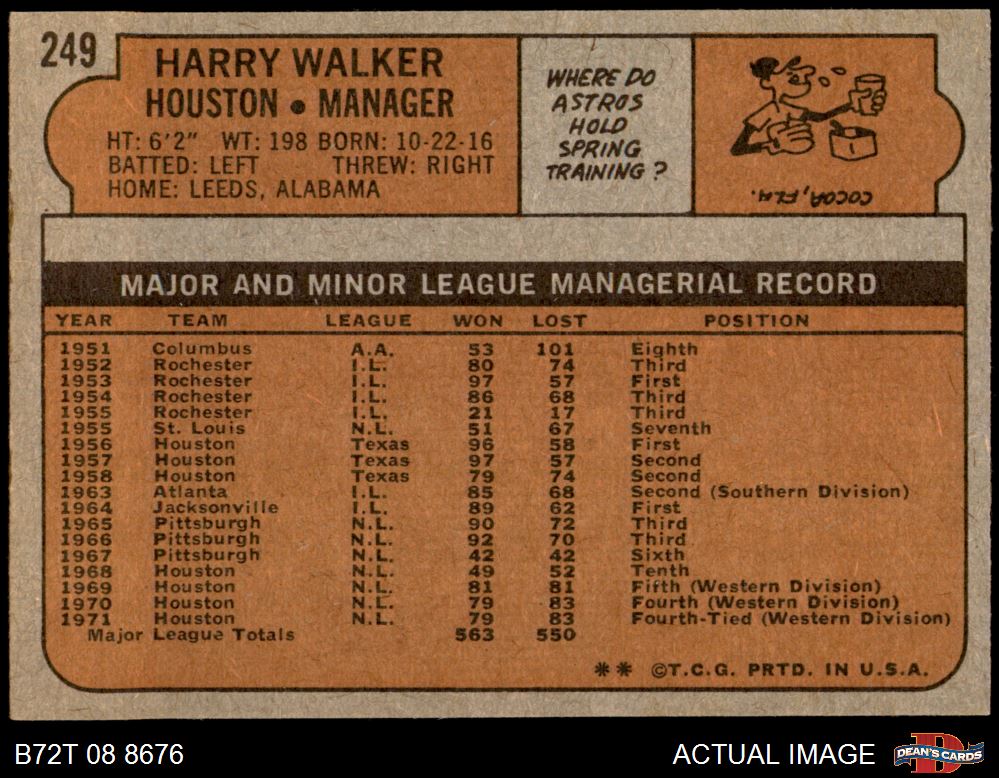 249
HARRY WALKER
HOUSTON • MANAGER
HT: 6'2" WT: 198 BORN: 10-22-16
BATTED: LEFT THREW: RIGHT
HOME: LEEDS, ALABAMA
WHERE DO
ASTROS
HOLD
SPRING
TRAINING?
COCOA, FLA.
MAJOR AND MINOR LEAGUE MANAGERIAL RECORD
YEAR TEAM LEAGUE WON LOST POSITION
1951 Columbus A.A. 53 101 Eighth
1952 Rochester I.L. 80 74 Third
1953 Rochester I.L. 97 57 First
1954 Rochester I.L. 86 68 Third
1955 Rochester I.L. 21 17 Third
1955 St. Louis N.L. 51 67 Seventh
1956 Houston Texas 96 58 First
1957 Houston Texas 97 57 Second
1958 Houston Texas 79 74 Second
1963 Atlanta I.L. 85 68 Second (Southern Division)
1964 Jacksonville I.L. 89 62 First
1965 Pittsburgh N.L. 90 72 Third
1966 Pittsburgh N.L. 92 70 Third
1967 Pittsburgh N.L. 42 42 Sixth
1968 Houston N.L. 49 52 Tenth
1969 Houston N.L. 81 81 Fifth (Western Division)
1970 Houston N.L. 79 83 Fourth (Western Division)
1971 Houston N.L. 79 83 Fourth-Tied (Western Division)
Major League Totals 563 550
** ©T.C.G. PRTD. IN U.S.A.
B72T 08 8676
ACTUAL IMAGE
DEAN'S CARDS